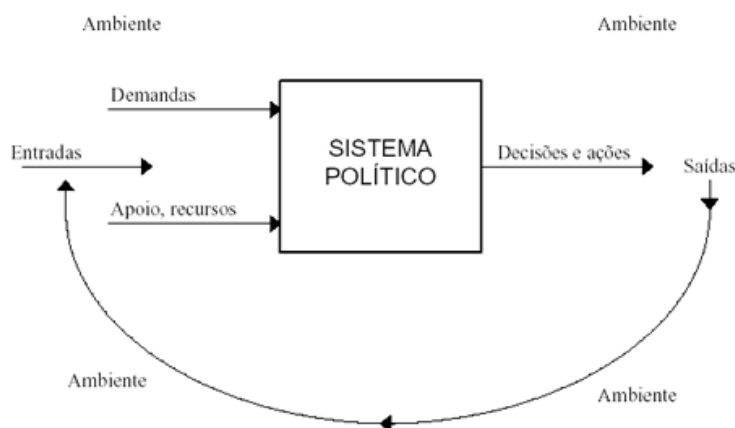 Ambiente
Ambiente
Demandas
SISTEMA
POLÍTICO
Entradas
Decisões e ações
Saídas
Apoio, recursos
Ambiente
Ambiente